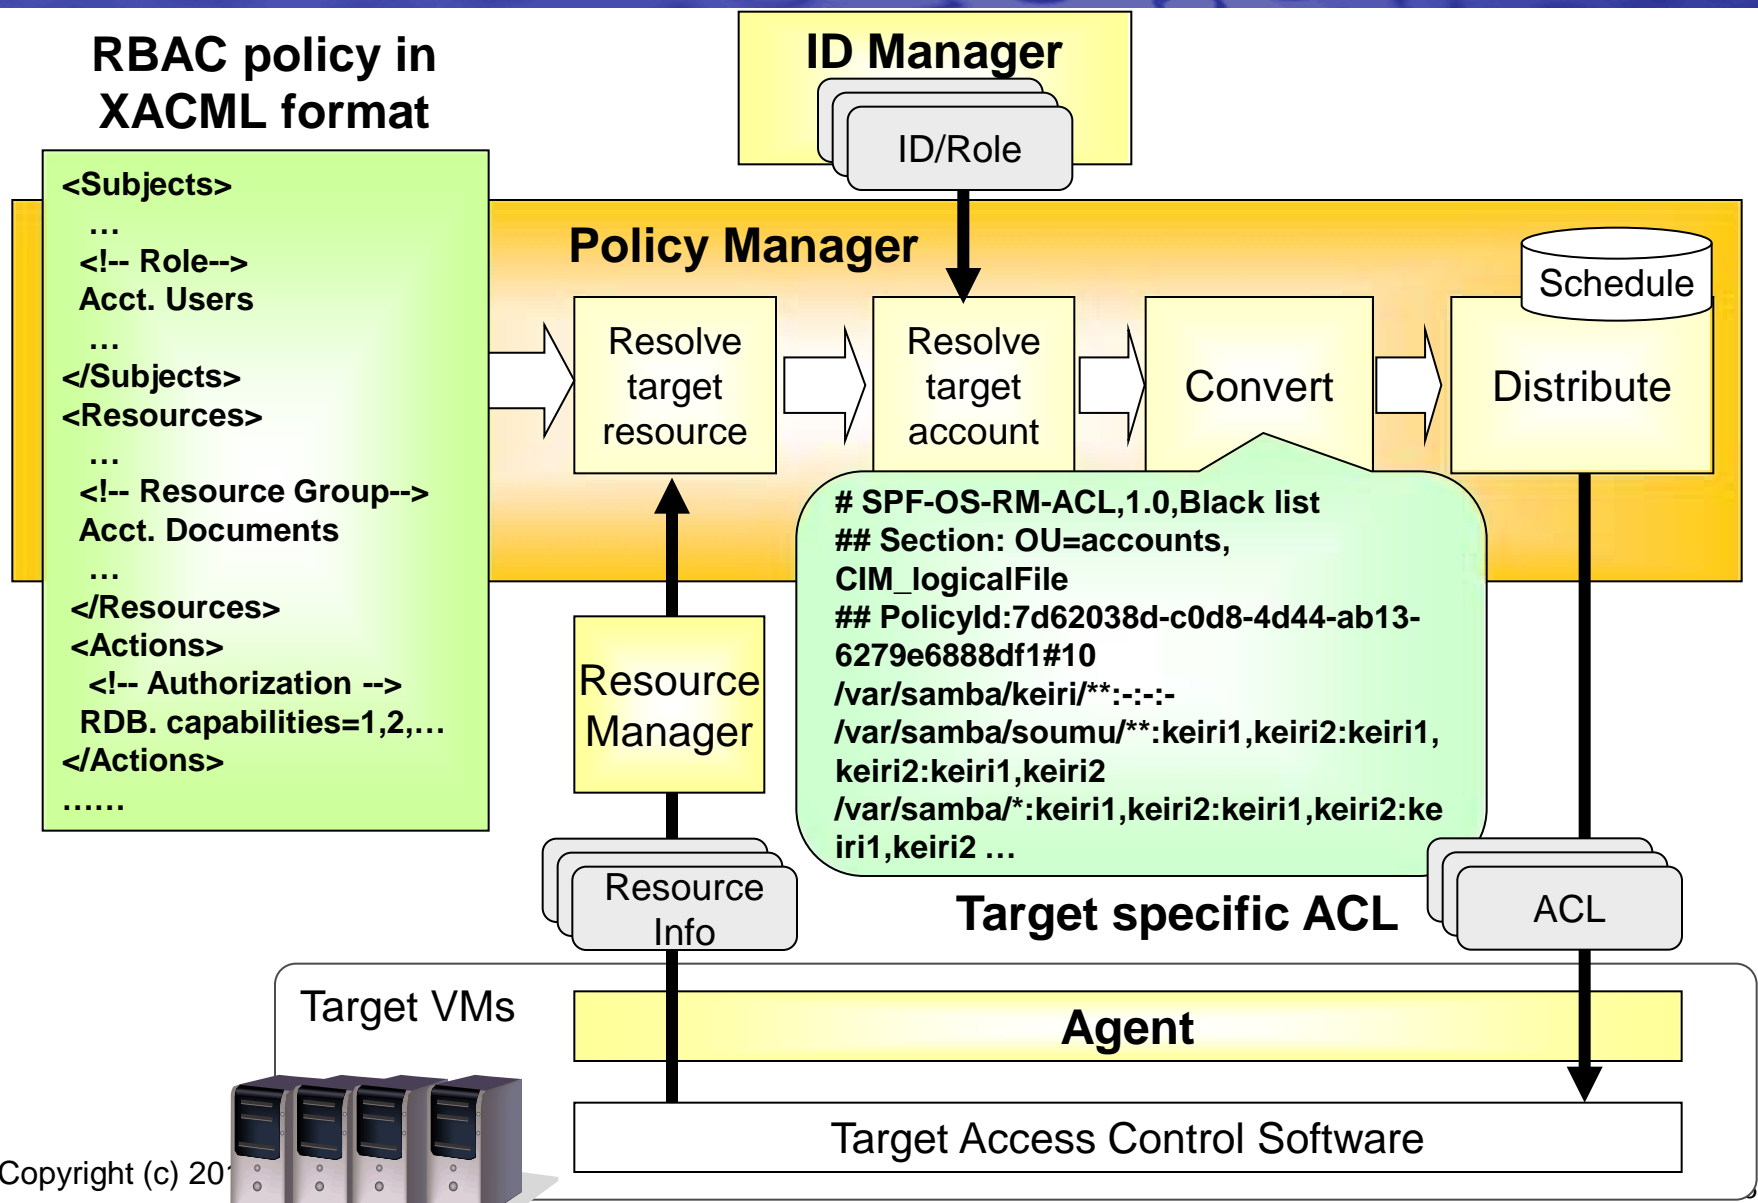 RBAC policy in
XACML format
ID Manager
ID/Role
<Subjects>
…
<!-- Role-->
Acct. Users
…
</Subjects>
<Resources>
…
<!-- Resource Group-->
Acct. Documents
…
</Resources>
<Actions>
<!-- Authorization -->
RDB. capabilities=1,2,…
</Actions>
……
Policy Manager
Schedule
Resolve
target
resource
Resolve
target
account
Convert
Distribute
# SPF-OS-RM-ACL,1.0,Black list
## Section: OU=accounts,
CIM_logicalFile
## PolicyId:7d62038d-c0d8-4d44-ab13-
6279e6888df1#10
/var/samba/keiri/**:-:-:-
/var/samba/soumu/**:keiri1,keiri2:keiri1,
keiri2:keiri1,keiri2
/var/samba/*:keiri1,keiri2:keiri1,keiri2:ke
iri1,keiri2 …
Resource
Manager
Resource
Info
Target specific ACL
ACL
Target VMs
Agent
Target Access Control Software
Copyright (c) 20